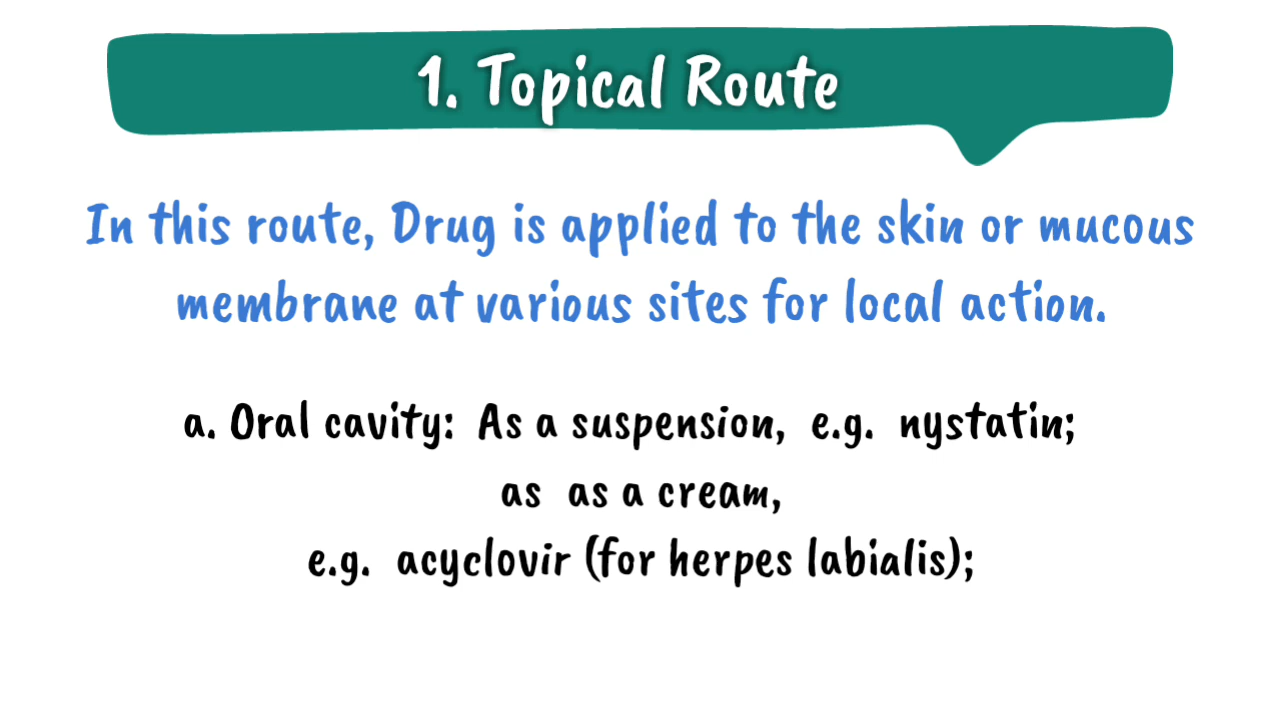 1. Topical Route
In this route, Drug is applied to the skin or mucous
membrane at various sites for local action.
a. Oral cavity: As a suspension, e.g. nystatin;
as as a cream,
e.g. acyclovir (for herpes labialis);